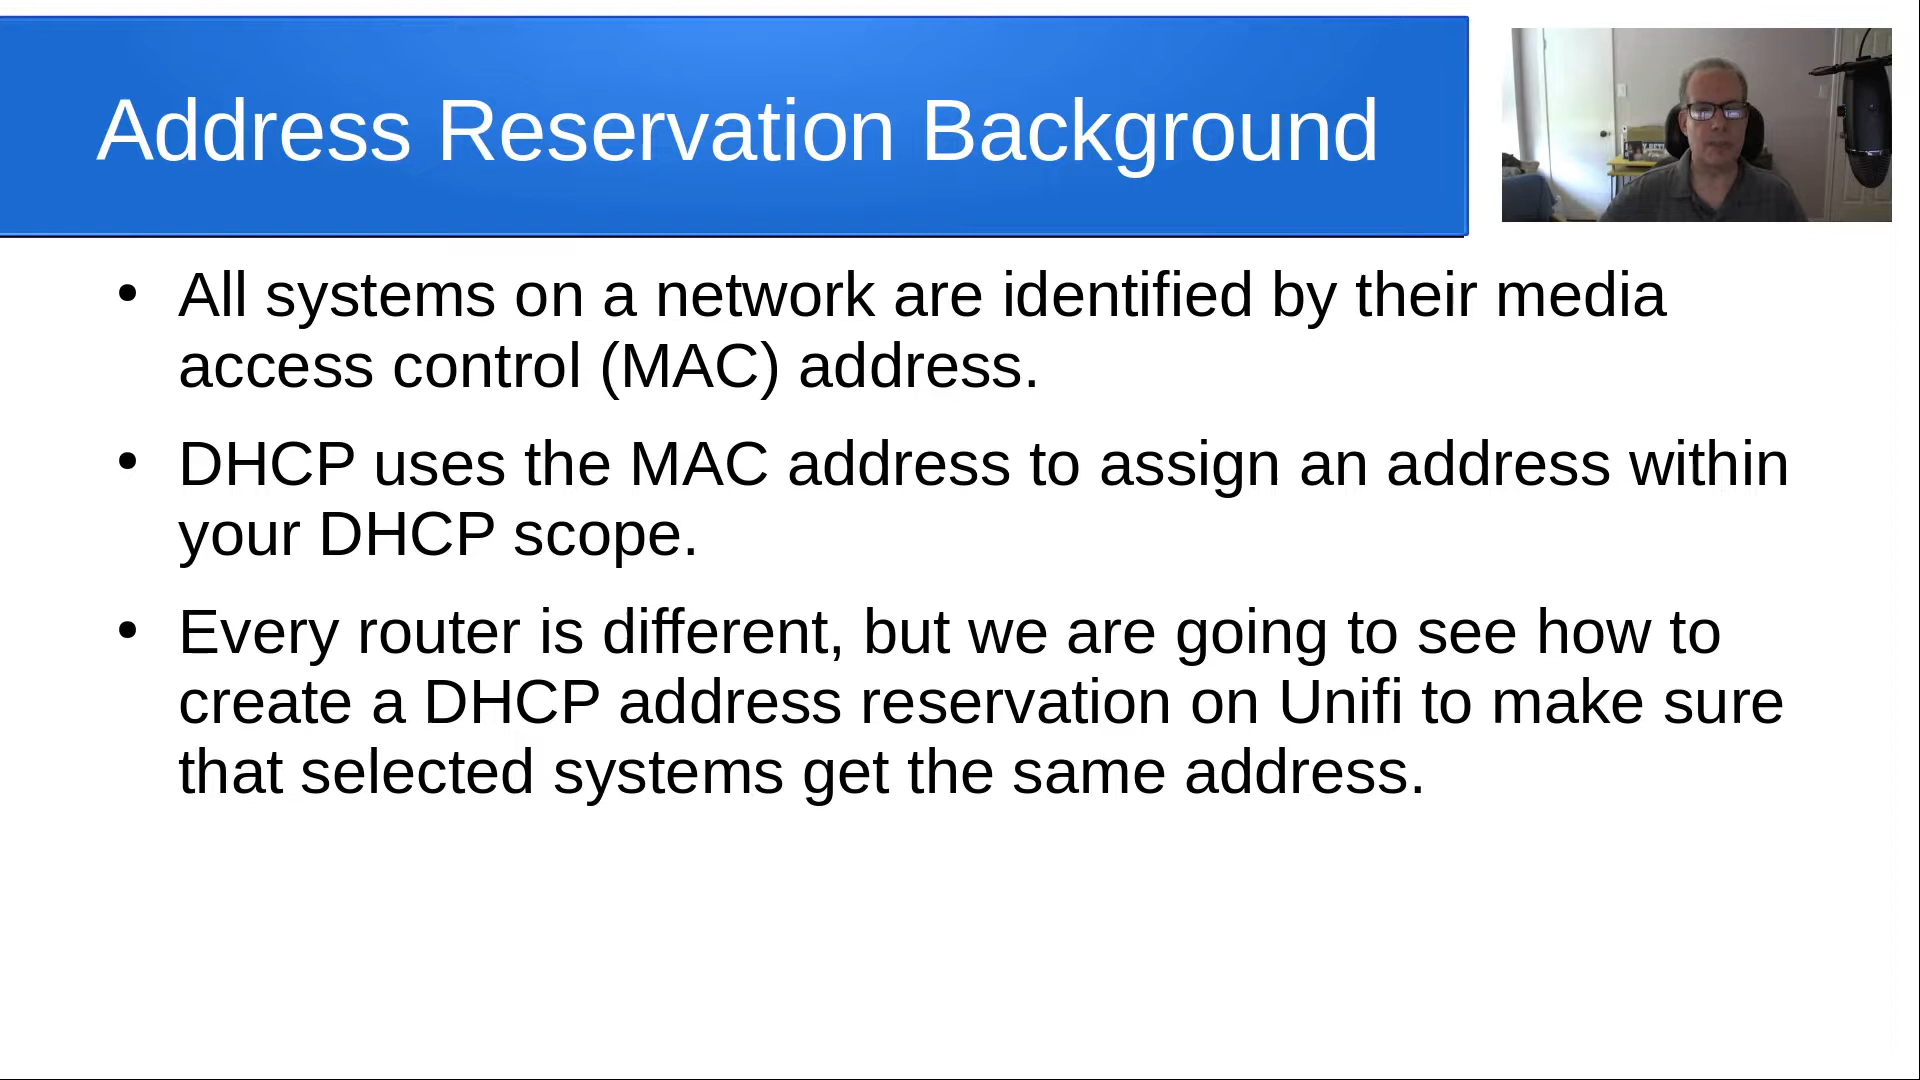 Address Reservation Background
• All systems on a network are identified by their media
access control (MAC) address.
• DHCP uses the MAC address to assign an address within
your DHCP scope.
• Every router is different, but we are going to see how to
create a DHCP address reservation on Unifi to make sure
that selected systems get the same address.